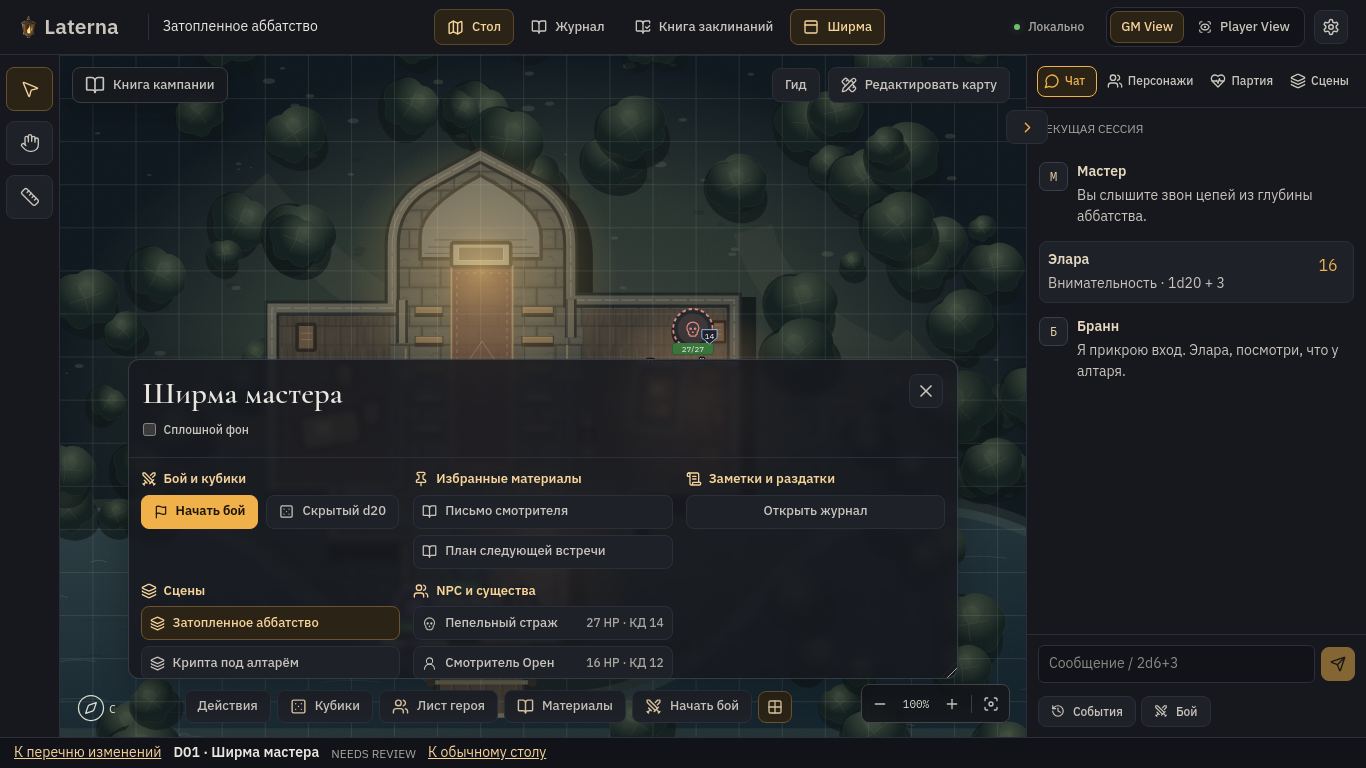 Laterna
Затопленное аббатство
Стол
Журнал
Книга заклинаний
Ширма
Локально
GM View
Player View
Книга кампании
Гид
Редактировать карту
Чат
Персонажи
Партия
Сцены
ЕКУЩАЯ СЕССИЯ
М
Мастер
Вы слышите звон цепей из глубины
аббатства.
Элара
16
Внимательность · 1d20 + 3
Б
Бранн
Я прикрою вход. Элара, посмотри, что у
алтаря.
14
27/27
Ширма мастера
Сплошной фон
Бой и кубики
Начать бой
Скрытый d20
Избранные материалы
Письмо смотрителя
План следующей встречи
Заметки и раздатки
Открыть журнал
Сцены
Затопленное аббатство
Крипта под алтарём
NPC и существа
Пепельный страж
27 HP · КД 14
Смотритель Орен
16 HP · КД 12
С
Действия
Кубики
Лист героя
Материалы
Начать бой
100%
Сообщение / 2d6+3
События
Бой
К перечню изменений
D01 · Ширма мастера
NEEDS REVIEW
К обычному столу